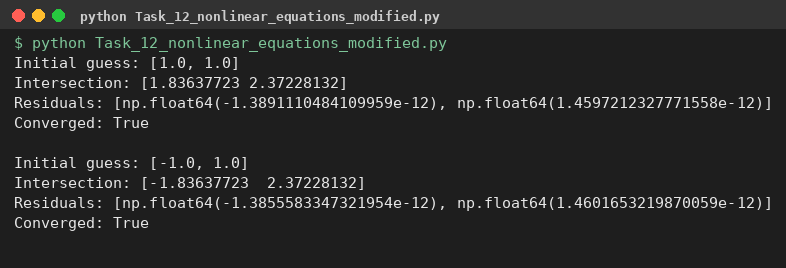 python Task_12_nonlinear_equations_modified.py
$ python Task_12_nonlinear_equations_modified.py
Initial guess: [1.0, 1.0]
Intersection: [1.83637723 2.37228132]
Residuals: [np.float64(-1.3891110484109959e-12), np.float64(1.4597212327771558e-12)]
Converged: True
Initial guess: [-1.0, 1.0]
Intersection: [-1.83637723  2.37228132]
Residuals: [np.float64(-1.3855583347321954e-12), np.float64(1.4601653219870059e-12)]
Converged: True